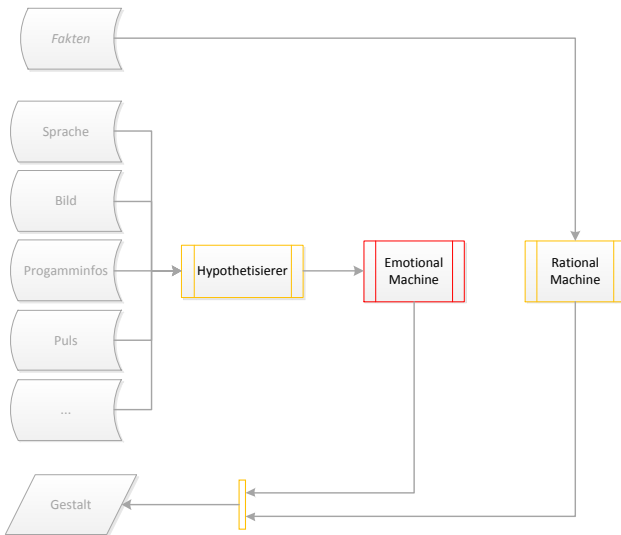 Fakten
Sprache
Bild
Progamminfos
Puls
...
Hypothetisierer
Emotional
Machine
Rational
Machine
Gestalt